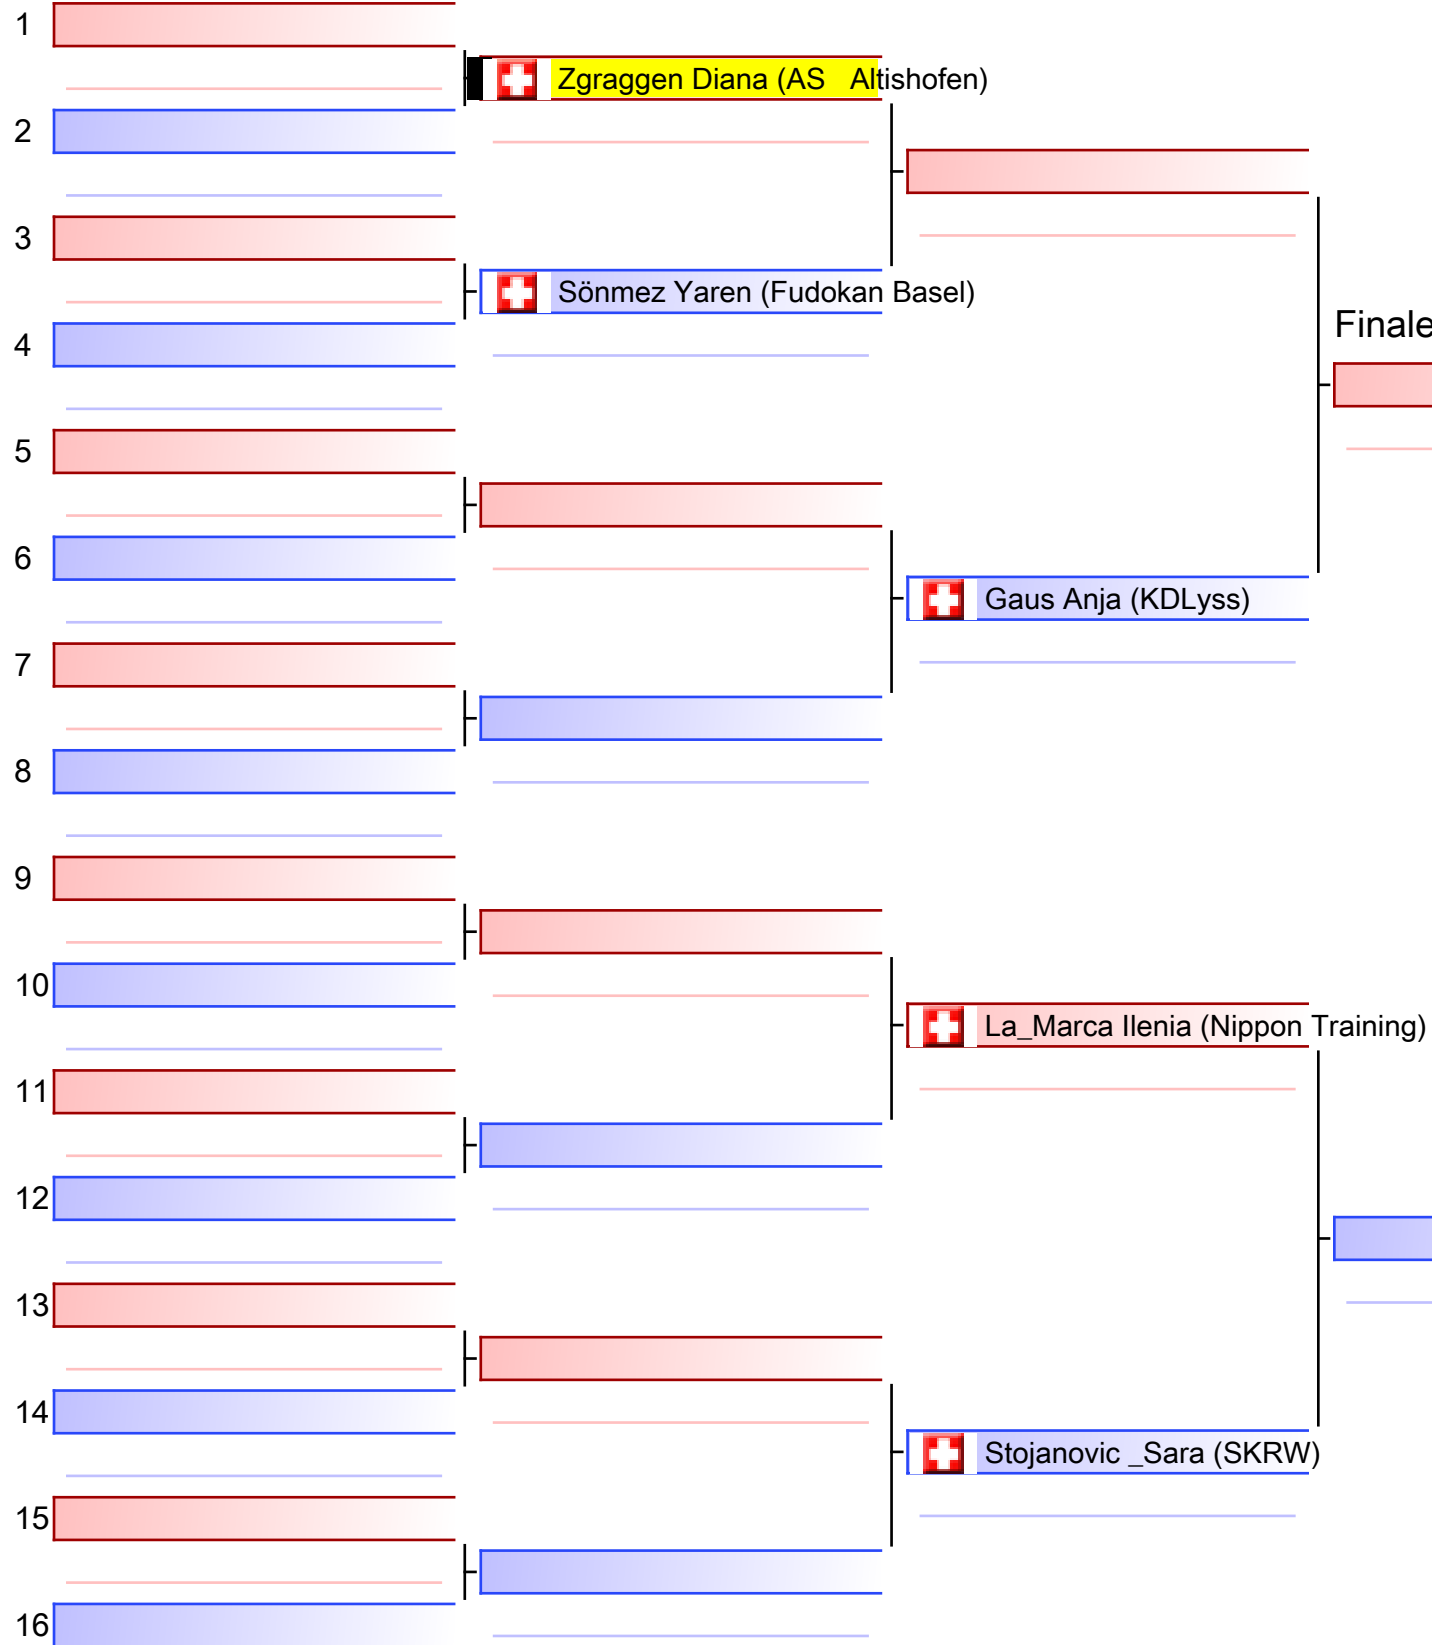 1
Zgraggen Diana (AS Altishofen)
2
3
Sönmez Yaren (Fudokan Basel)
Finale
4
5
6
Gaus Anja (KDLyss)
7
8
9
10
La_Marca Ilenia (Nippon Training)
11
12
13
14
Stojanovic _Sara (SKRW)
15
16